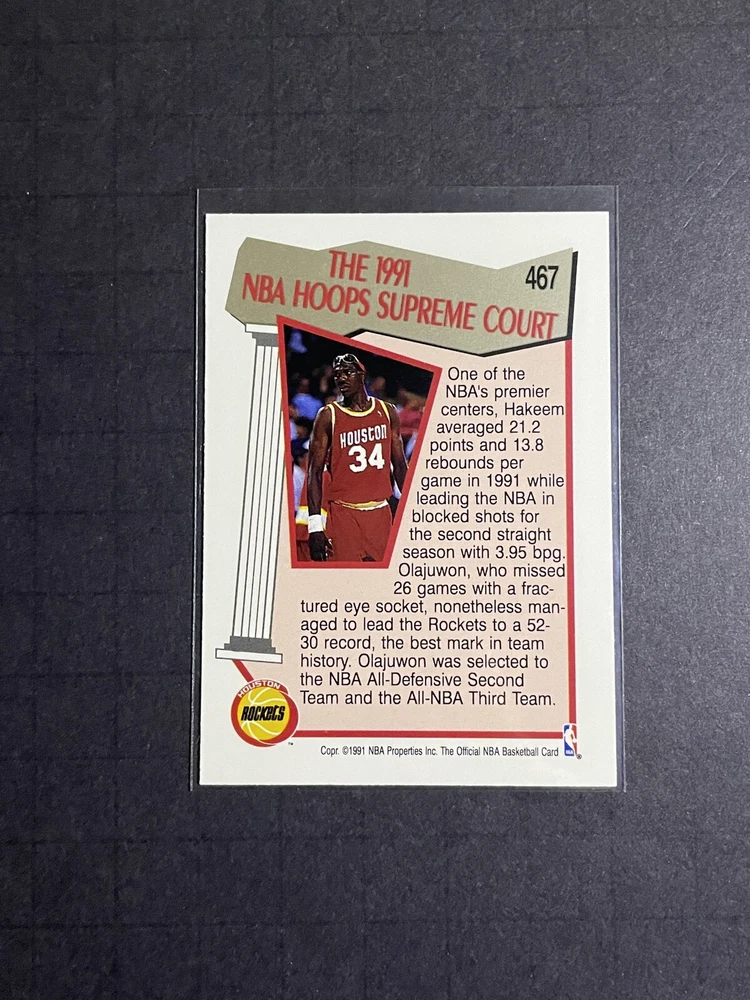 THE 1991
467
NBA HOOPS SUPREME COURT
HOUSTON
34
One of the
NBA's premier
centers, Hakeem
averaged 21.2
points and 13.8
rebounds per
game in 1991 while
leading the NBA in
blocked shots for
the second straight
season with 3.95 bpg.
Olajuwon, who missed
26 games with a frac-
tured eye socket, nonetheless man-
aged to lead the Rockets to a 52-
30 record, the best mark in team
history. Olajuwon was selected to
the NBA All-Defensive Second
Team and the All-NBA Third Team.
HOUSTON
ROCKETS
™
Copr. ©1991 NBA Properties Inc. The Official NBA Basketball Card
NBA
®